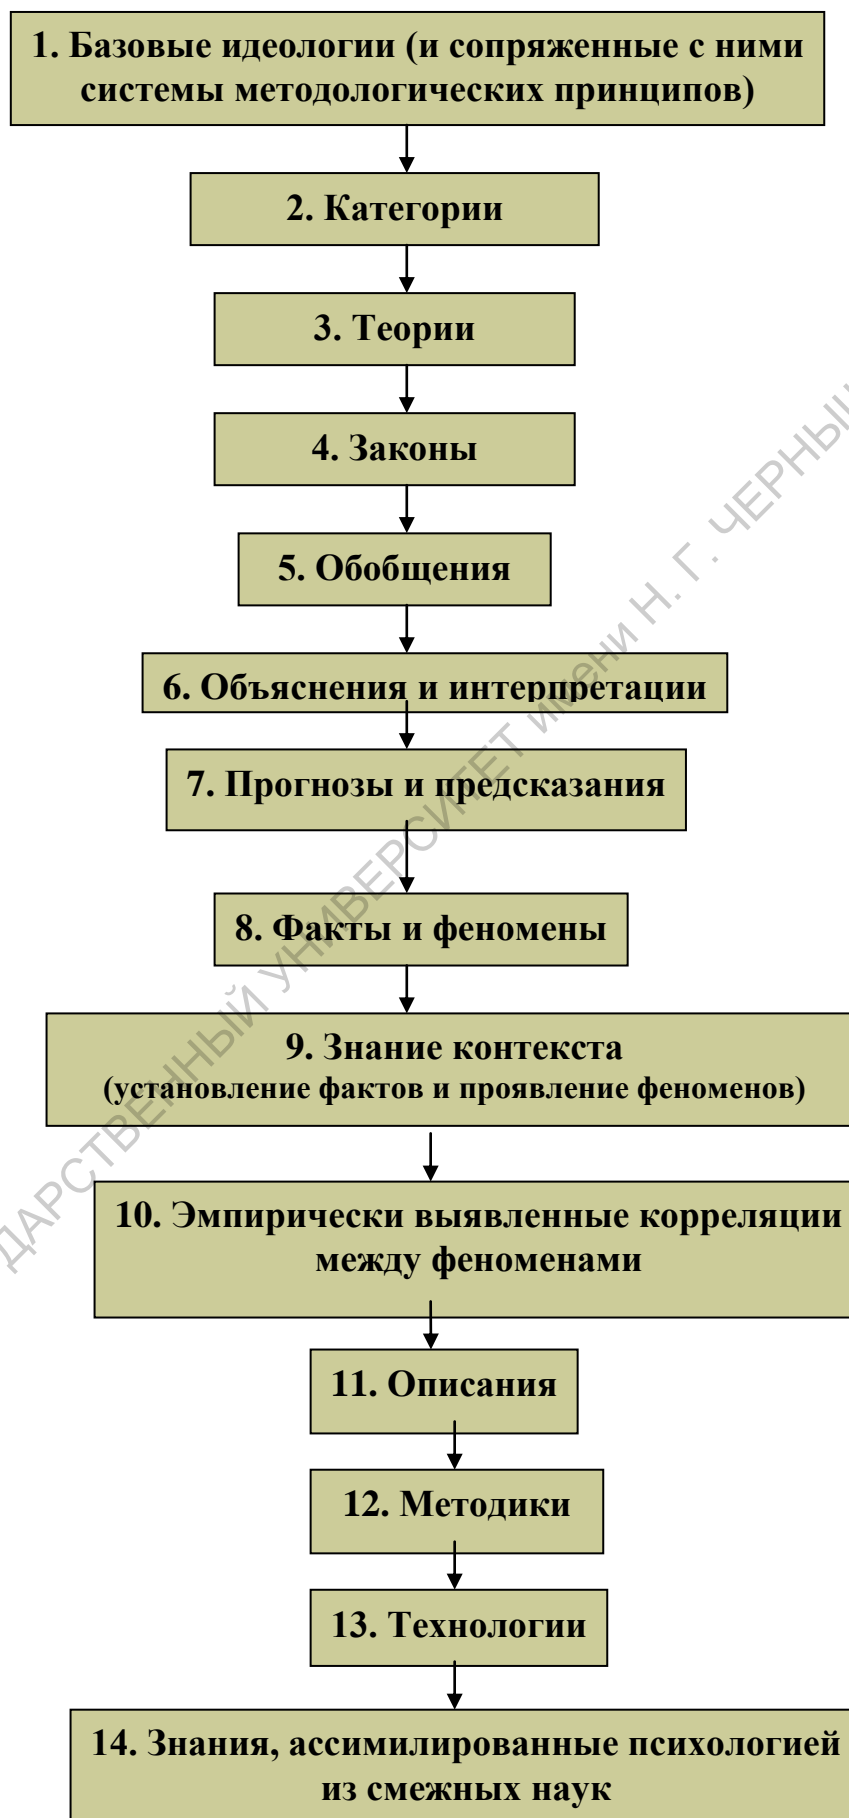 1. Базовые идеологии (и сопряженные с ними
системы методологических принципов)
2. Категории
3. Теории
4. Законы
5. Обобщения
6. Объяснения и интерпретации
7. Прогнозы и предсказания
8. Факты и феномены
9. Знание контекста
(установление фактов и проявление феноменов)
10. Эмпирически выявленные корреляции
между феноменами
11. Описания
12. Методики
13. Технологии
14. Знания, ассимилированные психологией
из смежных наук
ДАРСТВЕННЫЙ УНИВЕРСИТЕТ имени Н. Г. ЧЕРНЫШ